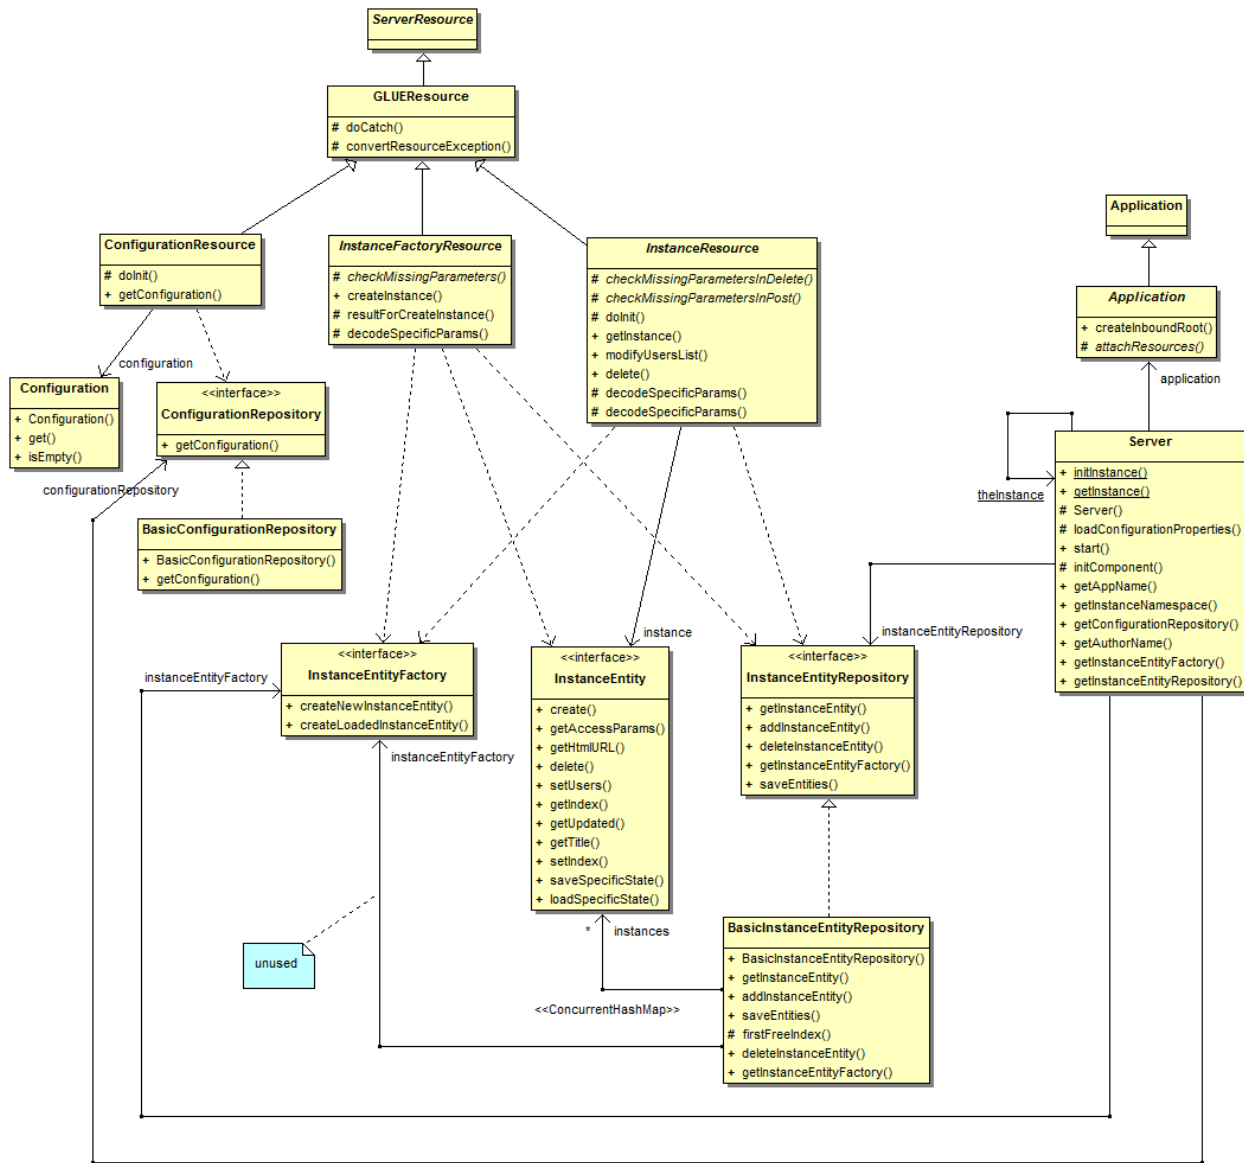 ServerResource
GLUEResource
# doCatch()
# convertResourceException()
Application
ConfigurationResource
# doInit()
+ getConfiguration()
InstanceFactoryResource
# checkMissingParameters()
+ createInstance()
# resultForCreateInstance()
# decodeSpecificParams()
InstanceResource
# checkMissingParametersInDelete()
# checkMissingParametersInPost()
# doInit()
+ getInstance()
+ modifyUsersList()
+ delete()
# decodeSpecificParams()
# decodeSpecificParams()
Application
+ createInboundRoot()
# attachResources()
configuration
application
Configuration
+ Configuration()
+ get()
+ isEmpty()
<<interface>>
ConfigurationRepository
+ getConfiguration()
configurationRepository
BasicConfigurationRepository
+ BasicConfigurationRepository()
+ getConfiguration()
theInstance
Server
+ initInstance()
+ getInstance()
# Server()
# loadConfigurationProperties()
+ start()
# initComponent()
+ getAppName()
+ getInstanceNamespace()
+ getConfigurationRepository()
+ getAuthorName()
+ getInstanceEntityFactory()
+ getInstanceEntityRepository()
instance
instanceEntityRepository
instanceEntityFactory
<<interface>>
InstanceEntityFactory
+ createNewInstanceEntity()
+ createLoadedInstanceEntity()
instanceEntityFactory
<<interface>>
InstanceEntity
+ create()
+ getAccessParams()
+ getHtmlURL()
+ delete()
+ setUsers()
+ getIndex()
+ getUpdated()
+ getTitle()
+ setIndex()
+ saveSpecificState()
+ loadSpecificState()
<<interface>>
InstanceEntityRepository
+ getInstanceEntity()
+ addInstanceEntity()
+ deleteInstanceEntity()
+ getInstanceEntityFactory()
+ saveEntities()
* instances
unused
<<ConcurrentHashMap>>
BasicInstanceEntityRepository
+ BasicInstanceEntityRepository()
+ getInstanceEntity()
+ addInstanceEntity()
+ saveEntities()
# firstFreeIndex()
+ deleteInstanceEntity()
+ getInstanceEntityFactory()